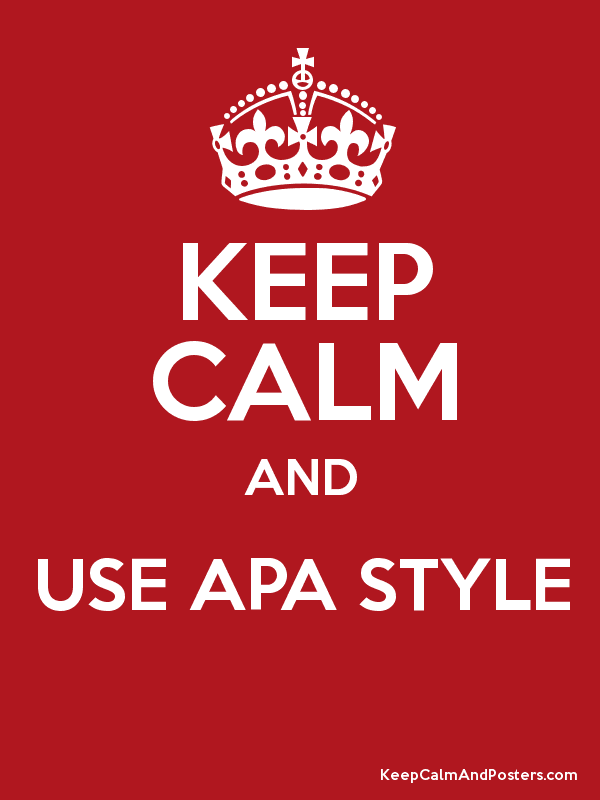 KEEP
CALM
AND
USE APA STYLE
KeepCalmAndPosters.com